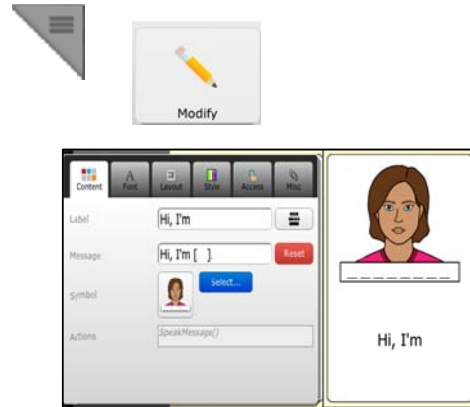 Modify
Content Font Layout Style Access Misc
Label Hi, I'm
Message Hi, I'm [ ]. Reset
Symbol Select...
Actions SpeakMessage()
Hi, I'm